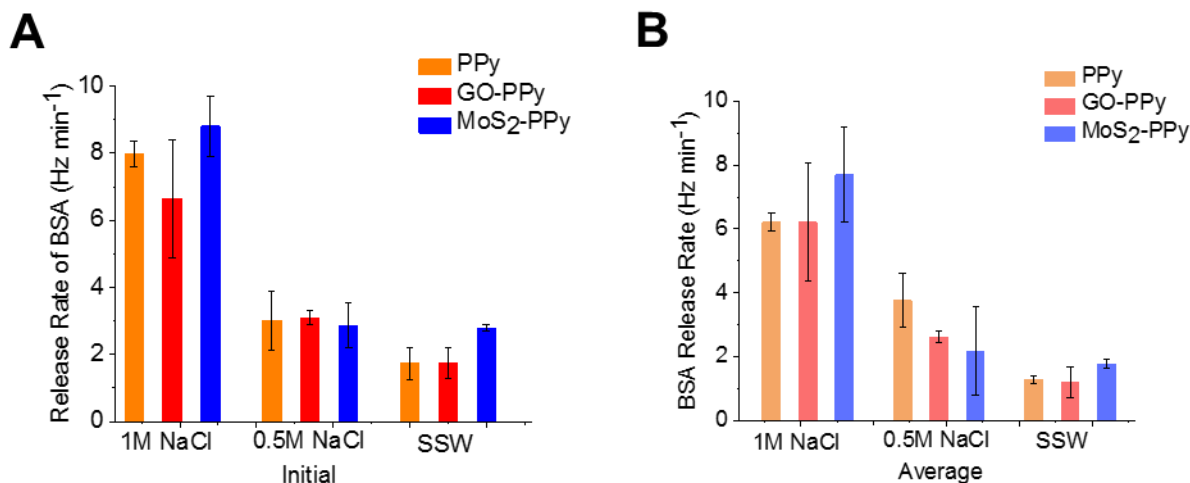 A
PPy
GO-PPy
MoS₂-PPy
Release Rate of BSA (Hz min⁻¹)
10
8
6
4
2
0
1M NaCl 0.5M NaCl SSW
Initial
B
PPy
GO-PPy
MoS₂-PPy
BSA Release Rate (Hz min⁻¹)
10
8
6
4
2
0
1M NaCl 0.5M NaCl SSW
Average